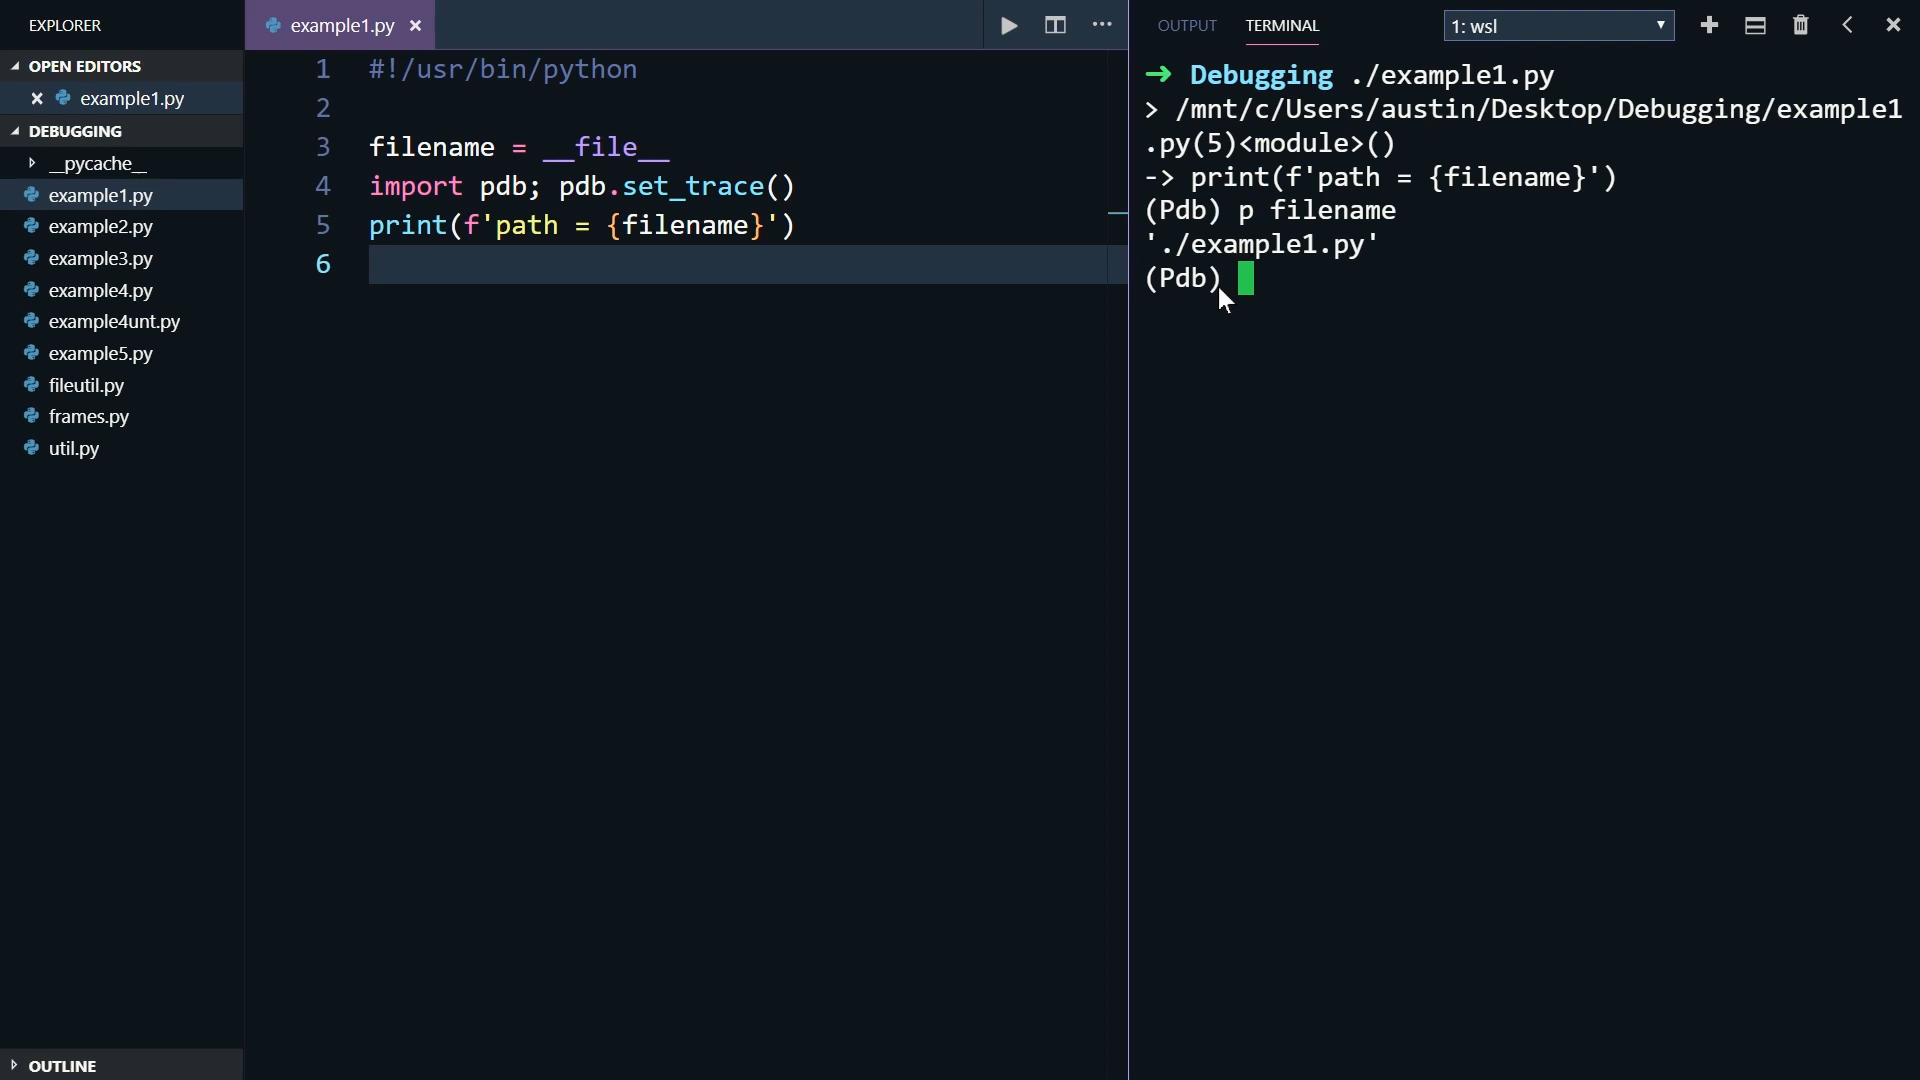 EXPLORER
OPEN EDITORS
example1.py
DEBUGGING
__pycache__
example1.py
example2.py
example3.py
example4.py
example4unt.py
example5.py
fileutil.py
frames.py
util.py
OUTLINE
example1.py
1 #!/usr/bin/python
2
3 filename = __file__
4 import pdb; pdb.set_trace()
5 print(f'path = {filename}')
6
OUTPUT TERMINAL 1: wsl
➜ Debugging ./example1.py
> /mnt/c/Users/austin/Desktop/Debugging/example1
.py(5)<module>()
-> print(f'path = {filename}')
(Pdb) p filename
'./example1.py'
(Pdb)